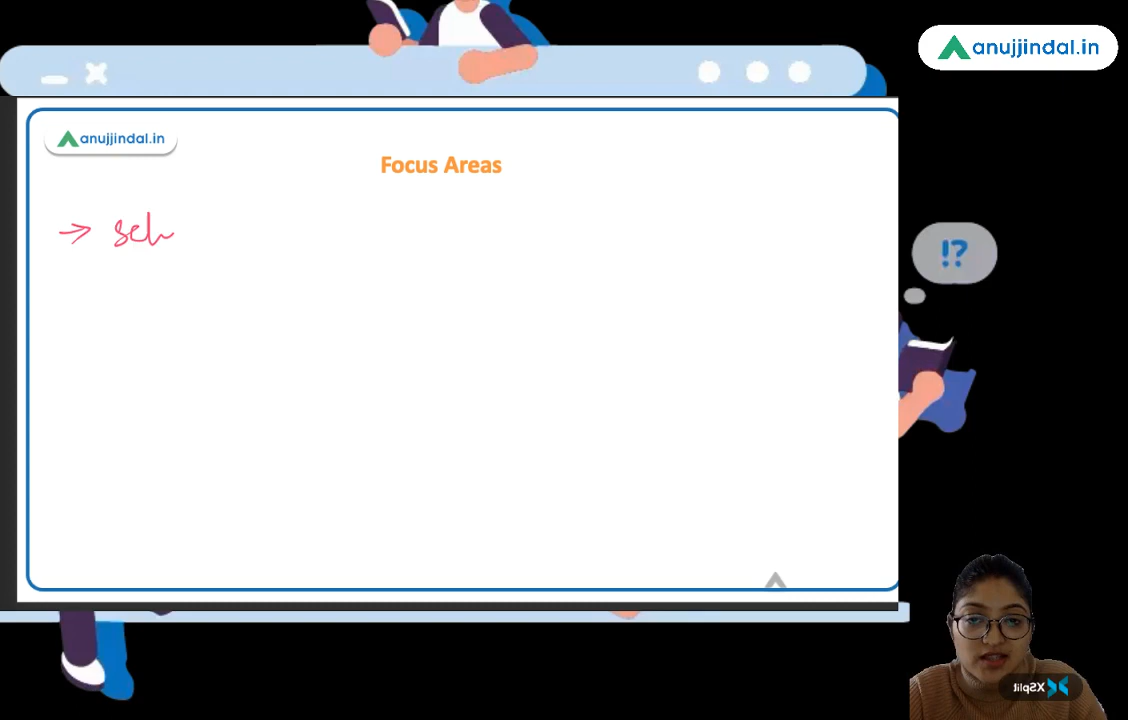 anujjindal.in
anujjindal.in
Focus Areas
→ sch
!?
XSplit